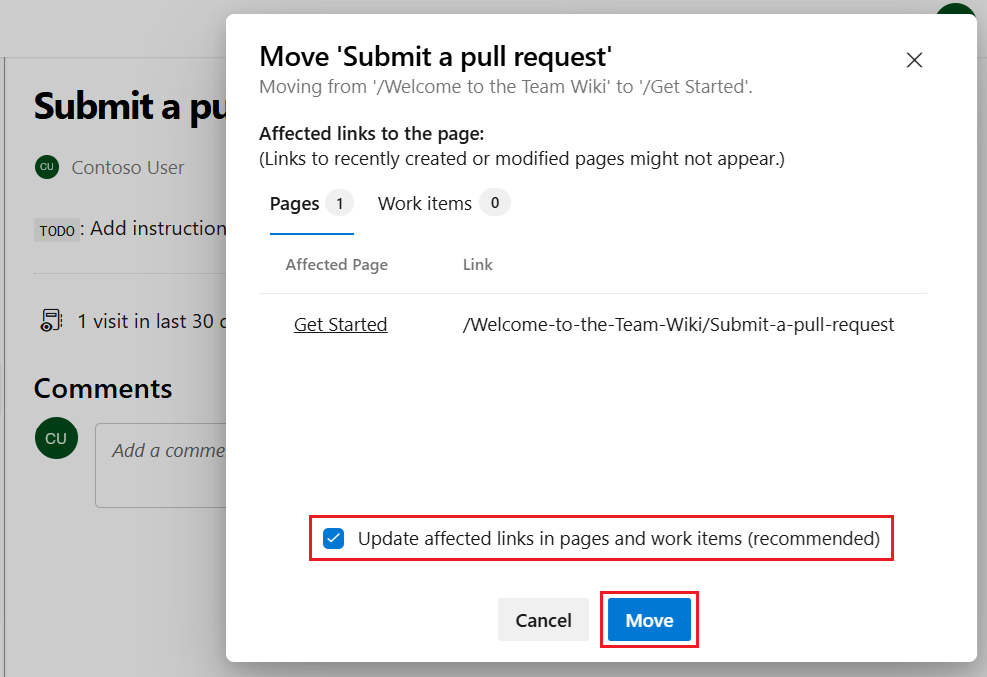 Move 'Submit a pull request'
Moving from '/Welcome to the Team Wiki' to '/Get Started'.
Affected links to the page:
(Links to recently created or modified pages might not appear.)
Pages 1 Work items 0
Affected Page Link
Get Started /Welcome-to-the-Team-Wiki/Submit-a-pull-request
Update affected links in pages and work items (recommended)
Cancel Move
Submit a pu
CU Contoso User
TODO : Add instruction
1 visit in last 30
Comments
CU Add a comme